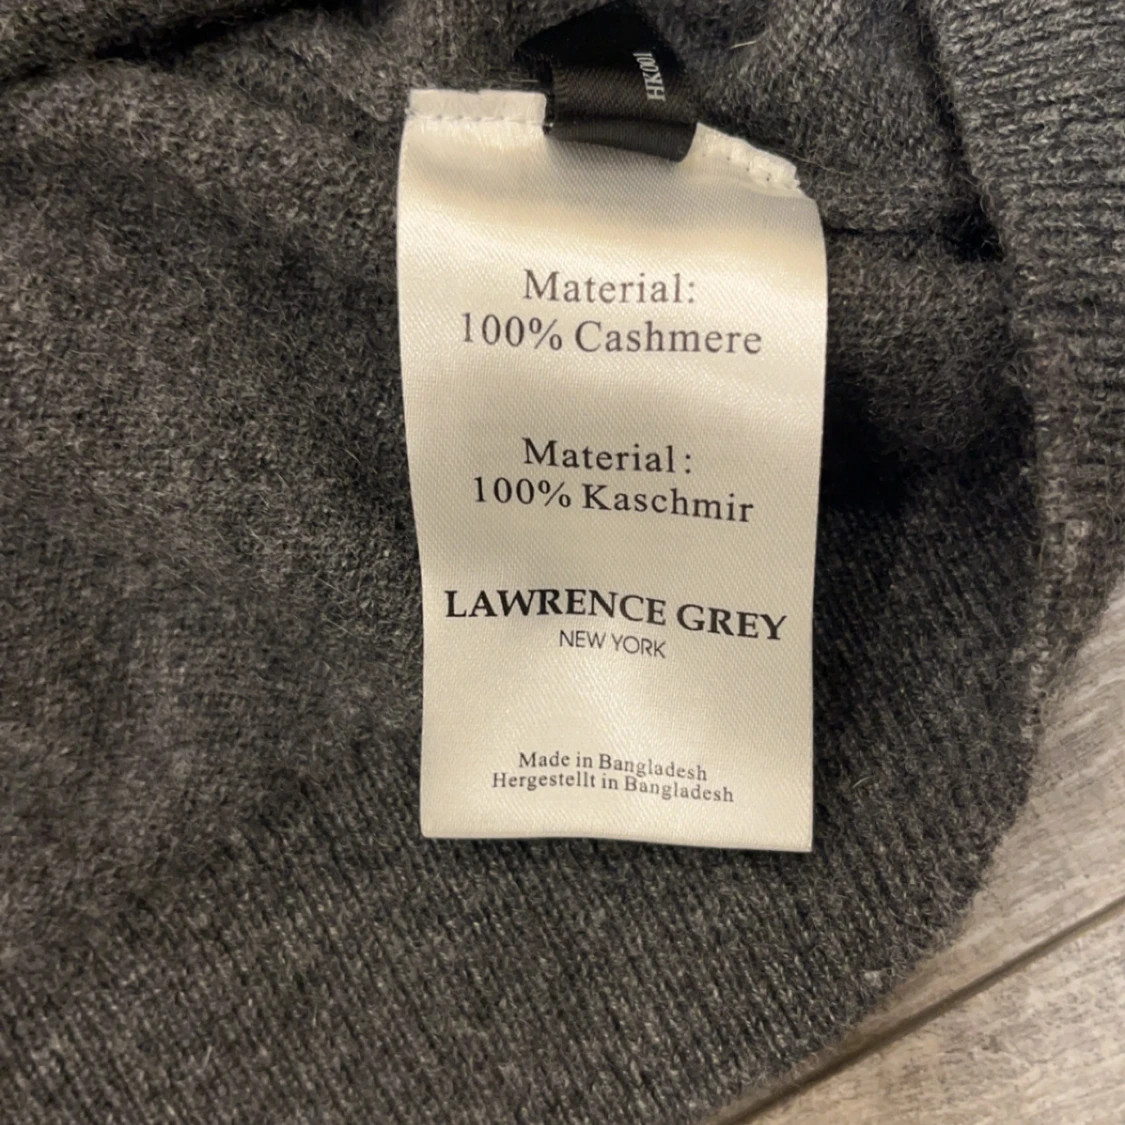 HK001
Material:
100% Cashmere
Material:
100% Kaschmir
LAWRENCE GREY
NEW YORK
Made in Bangladesh
Hergestellt in Bangladesh